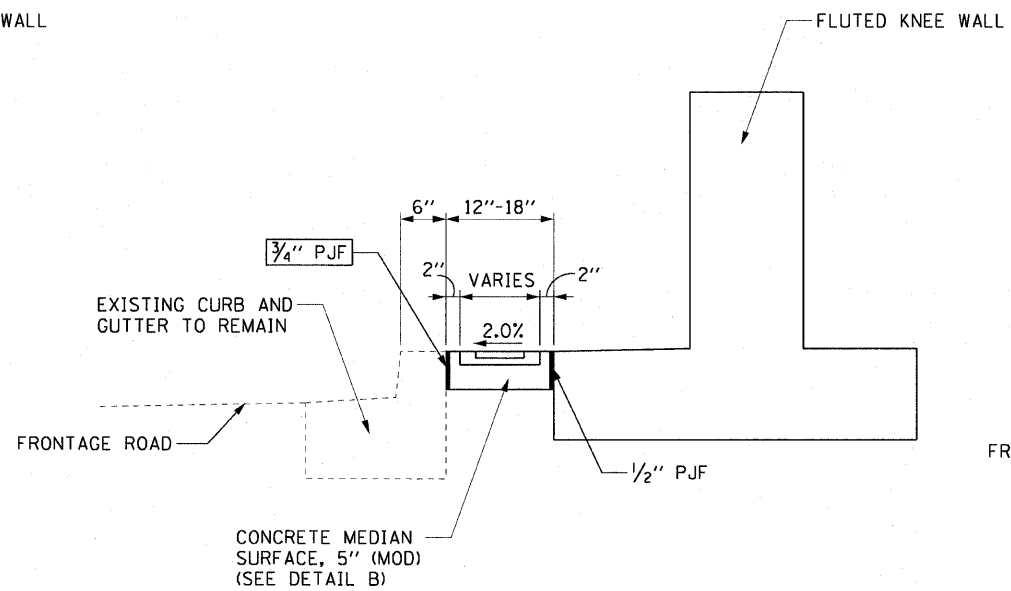 WALL
FLUTED KNEE WALL
6" 12"-18"
3/4" PJF
2" VARIES 2"
EXISTING CURB AND
GUTTER TO REMAIN
2.0%
FRONTAGE ROAD
FR
1/2" PJF
CONCRETE MEDIAN
SURFACE, 5" (MOD)
(SEE DETAIL B)